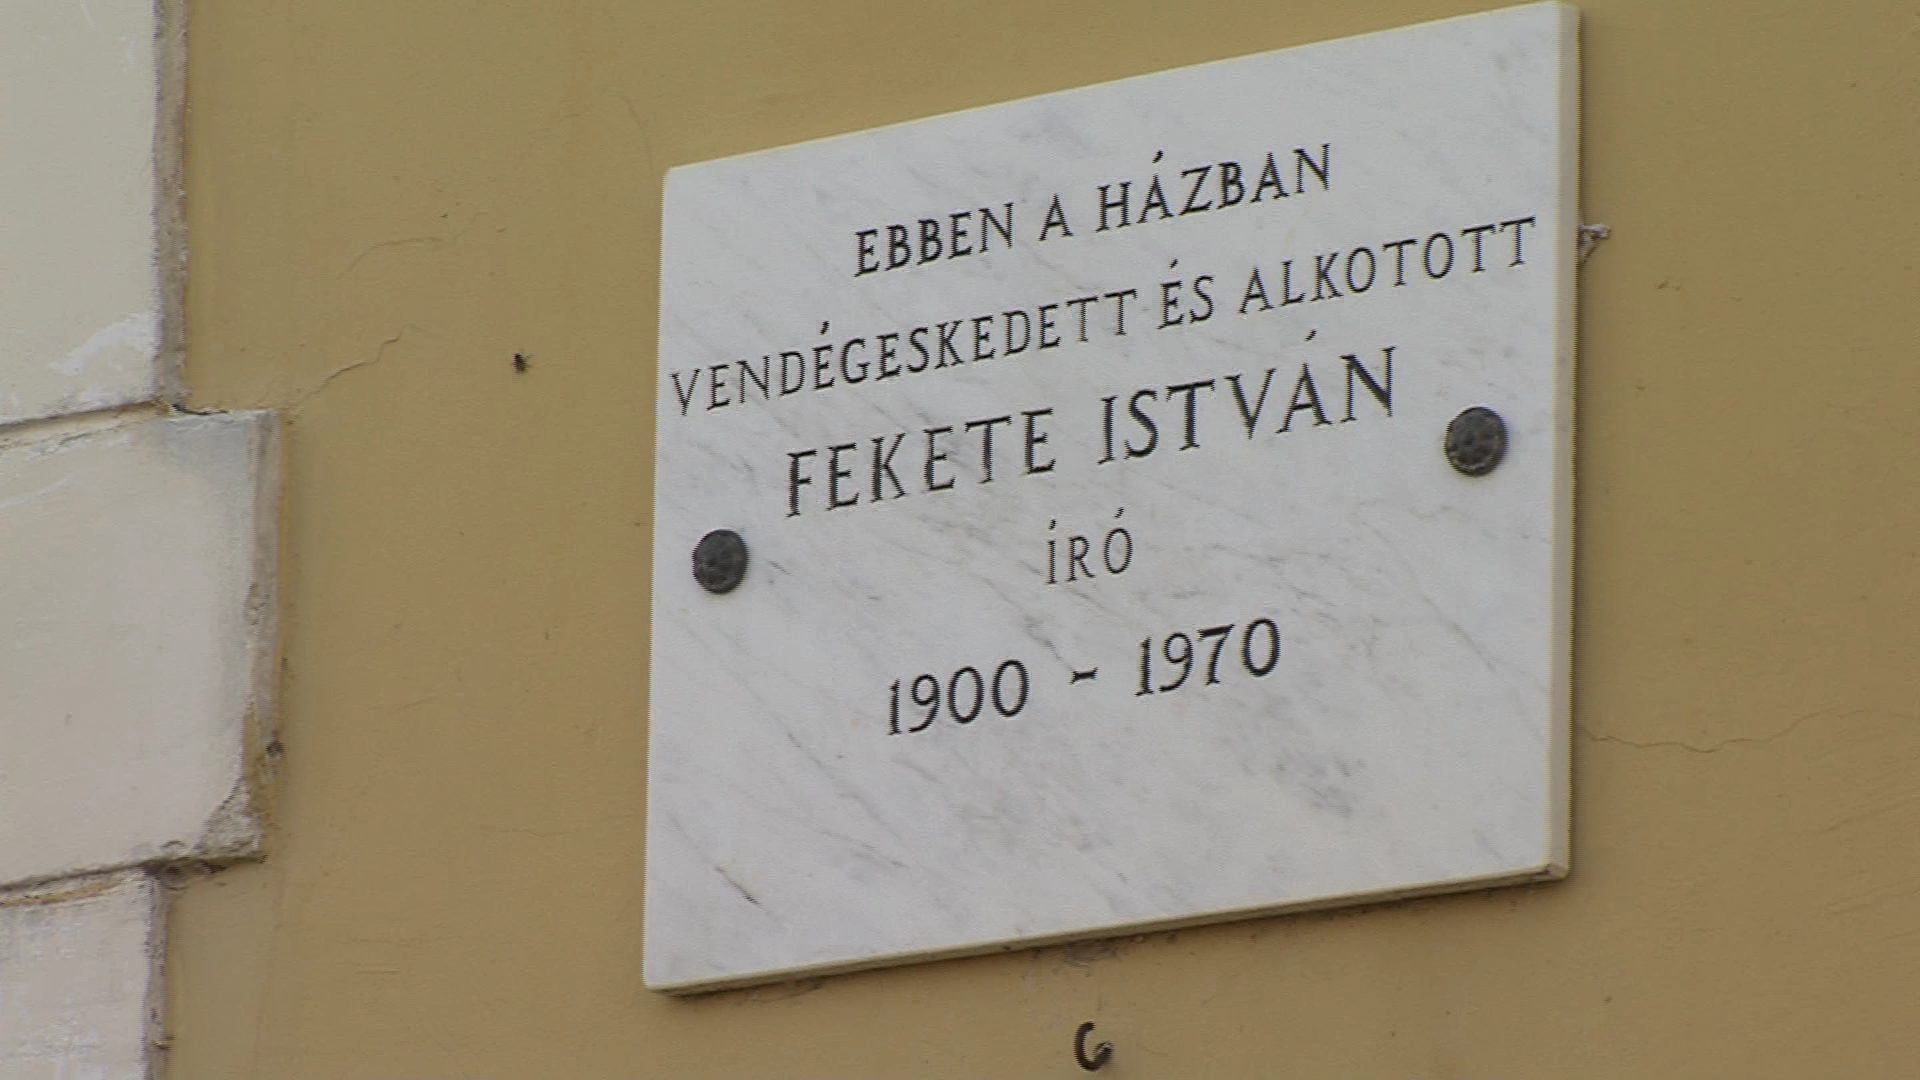 EBBEN A HÁZBAN
VENDÉGESKEDETT ÉS ALKOTOTT
FEKETE ISTVÁN
ÍRÓ
1900 - 1970